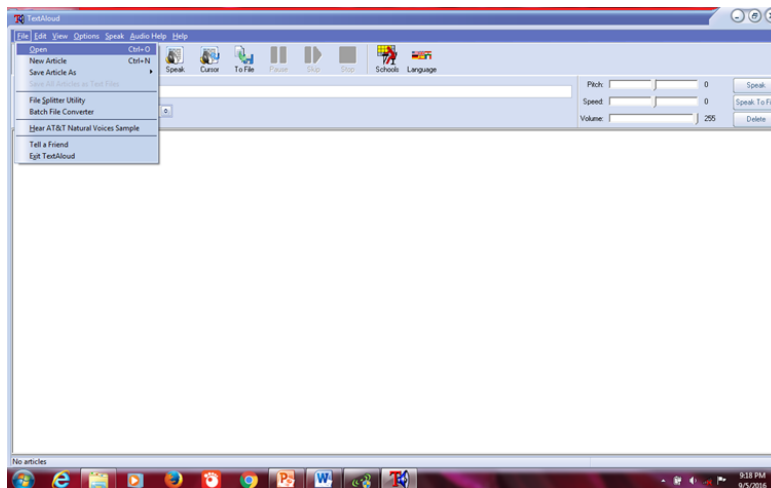 TextAloud
File Edit View Options Speak Audio Help Help
Open Ctrl+O
New Article Ctrl+N
Save Article As
Save All Articles as Text Files
File Splitter Utility
Batch File Converter
Hear AT&T Natural Voices Sample
Tell a Friend
Exit TextAloud
Speak Cursor To File Pause Skip Stop Schools Language
Pitch: 0 Speak
Speed: 0 Speak To Fi
Volume: 255 Delete
No articles
9:18 PM
9/5/2016